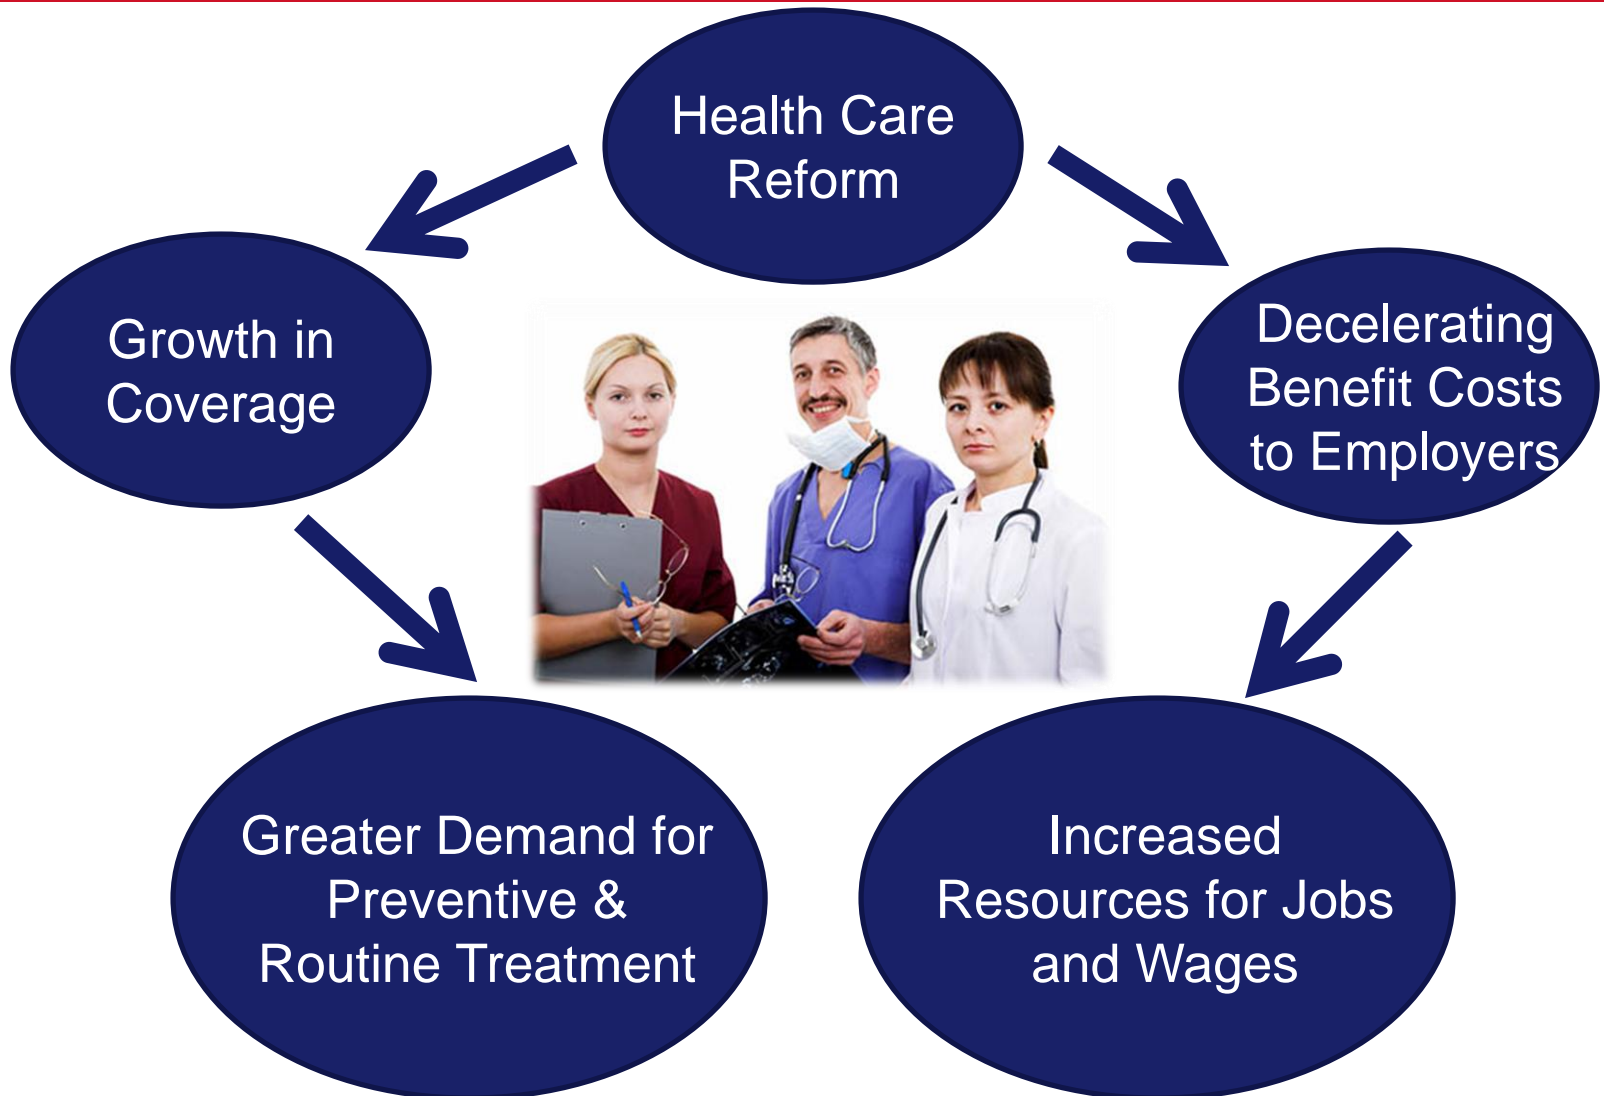 Health Care
Reform
Growth in
Coverage
Decelerating
Benefit Costs
to Employers
Greater Demand for
Preventive &
Routine Treatment
Increased
Resources for Jobs
and Wages